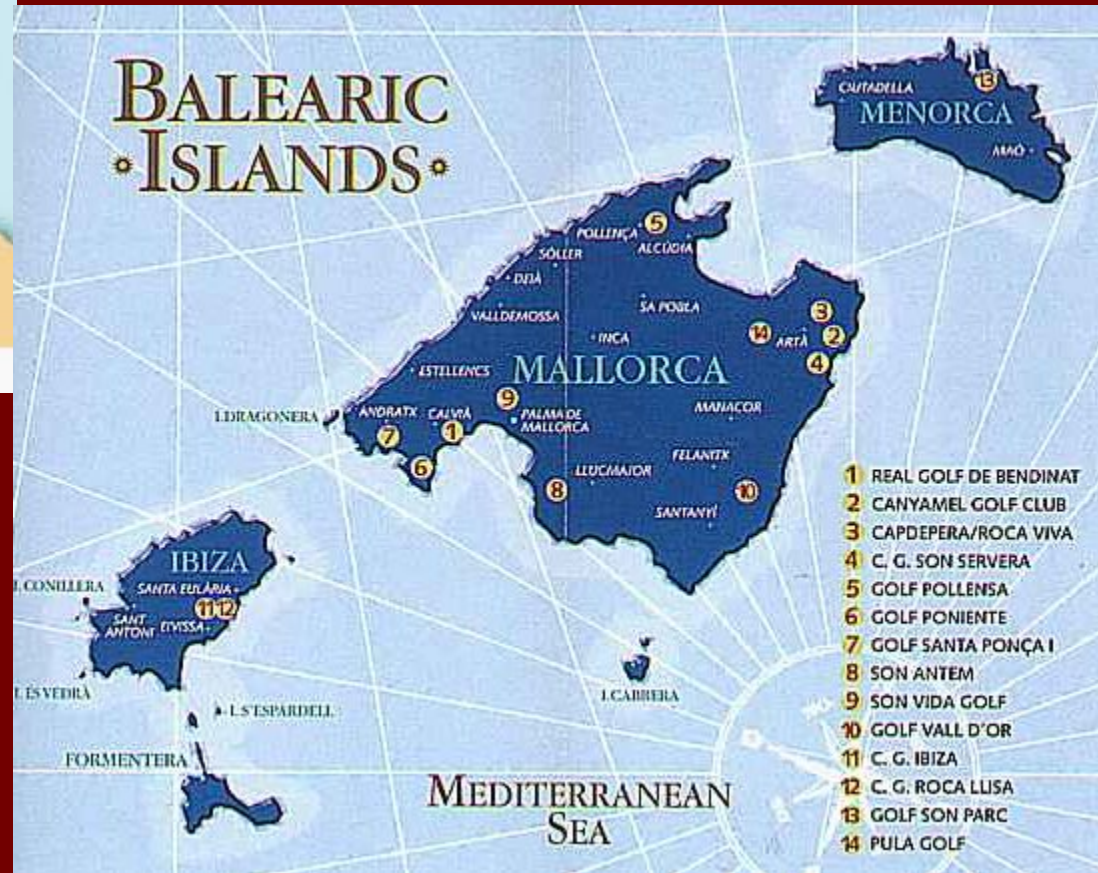 BALEARIC
ISLANDS
CIUTADELLA
13
MENORCA
MAÓ
POLLENÇA
5
ALCÚDIA
SÓLLER
DEIÀ
VALLDEMOSSA
SA POBLA
INCA
3
14
ARTÀ
2
4
ESTELLENCS
MALLORCA
9
I. DRAGONERA
ANDRATX
CALVIÀ
PALMA DE
MALLORCA
MANACOR
7
1
6
8
LLUCMAJOR
FELANITX
10
SANTANYÍ
IBIZA
I. CONILLERA
SANTA EULÀRIA
11 12
SANT
ANTONI
EIVISSA
I. ÉS VEDRÀ
I. S'ESPARDELL
I. CABRERA
FORMENTERA
MEDITERRANEAN
SEA
1 REAL GOLF DE BENDINAT
2 CANYAMEL GOLF CLUB
3 CAPDEPERA/ROCA VIVA
4 C. G. SON SERVERA
5 GOLF POLLENSA
6 GOLF PONIENTE
7 GOLF SANTA PONÇA I
8 SON ANTEM
9 SON VIDA GOLF
10 GOLF VALL D'OR
11 C. G. IBIZA
12 C. G. ROCA LLISA
13 GOLF SON PARC
14 PULA GOLF